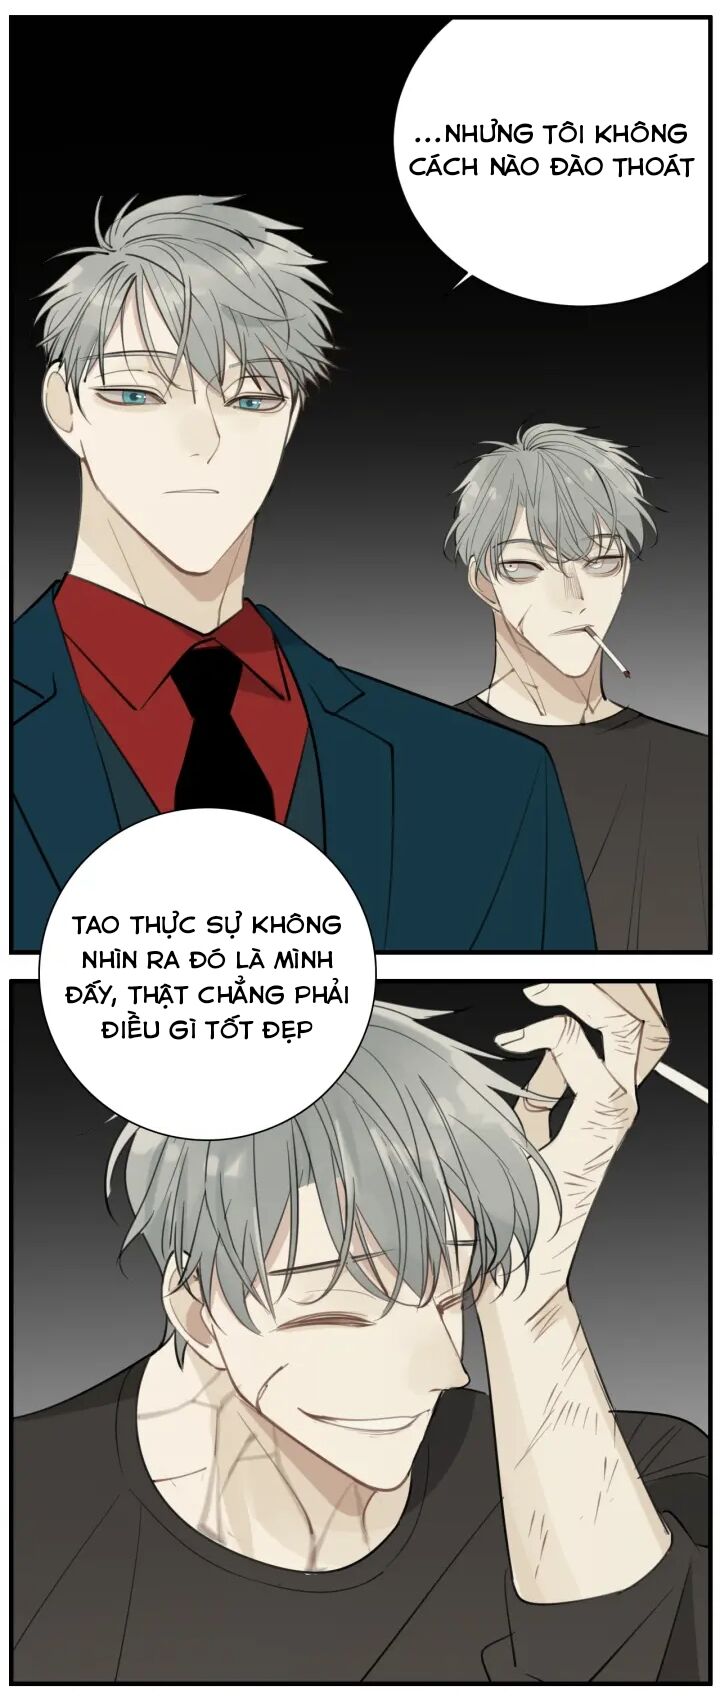 ...NHƯNG TÔI KHÔNG
CÁCH NÀO ĐÀO THOÁT
TAO THỰC SỰ KHÔNG
NHÌN RA ĐÓ LÀ MÌNH
ĐẤY, THẬT CHẲNG PHẢI
ĐIỀU GÌ TỐT ĐẸP